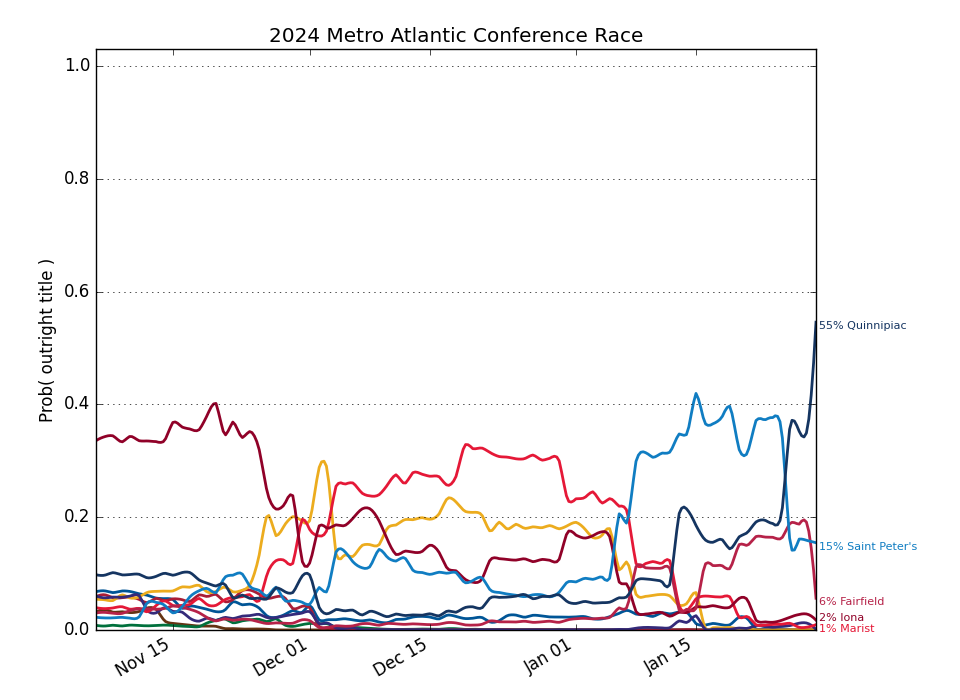 2024 Metro Atlantic Conference Race
Prob( outright title )
1.0
0.8
0.6
0.4
0.2
0.0
Nov 15
Dec 01
Dec 15
Jan 01
Jan 15
55% Quinnipiac
15% Saint Peter's
6% Fairfield
2% Iona
1% Marist